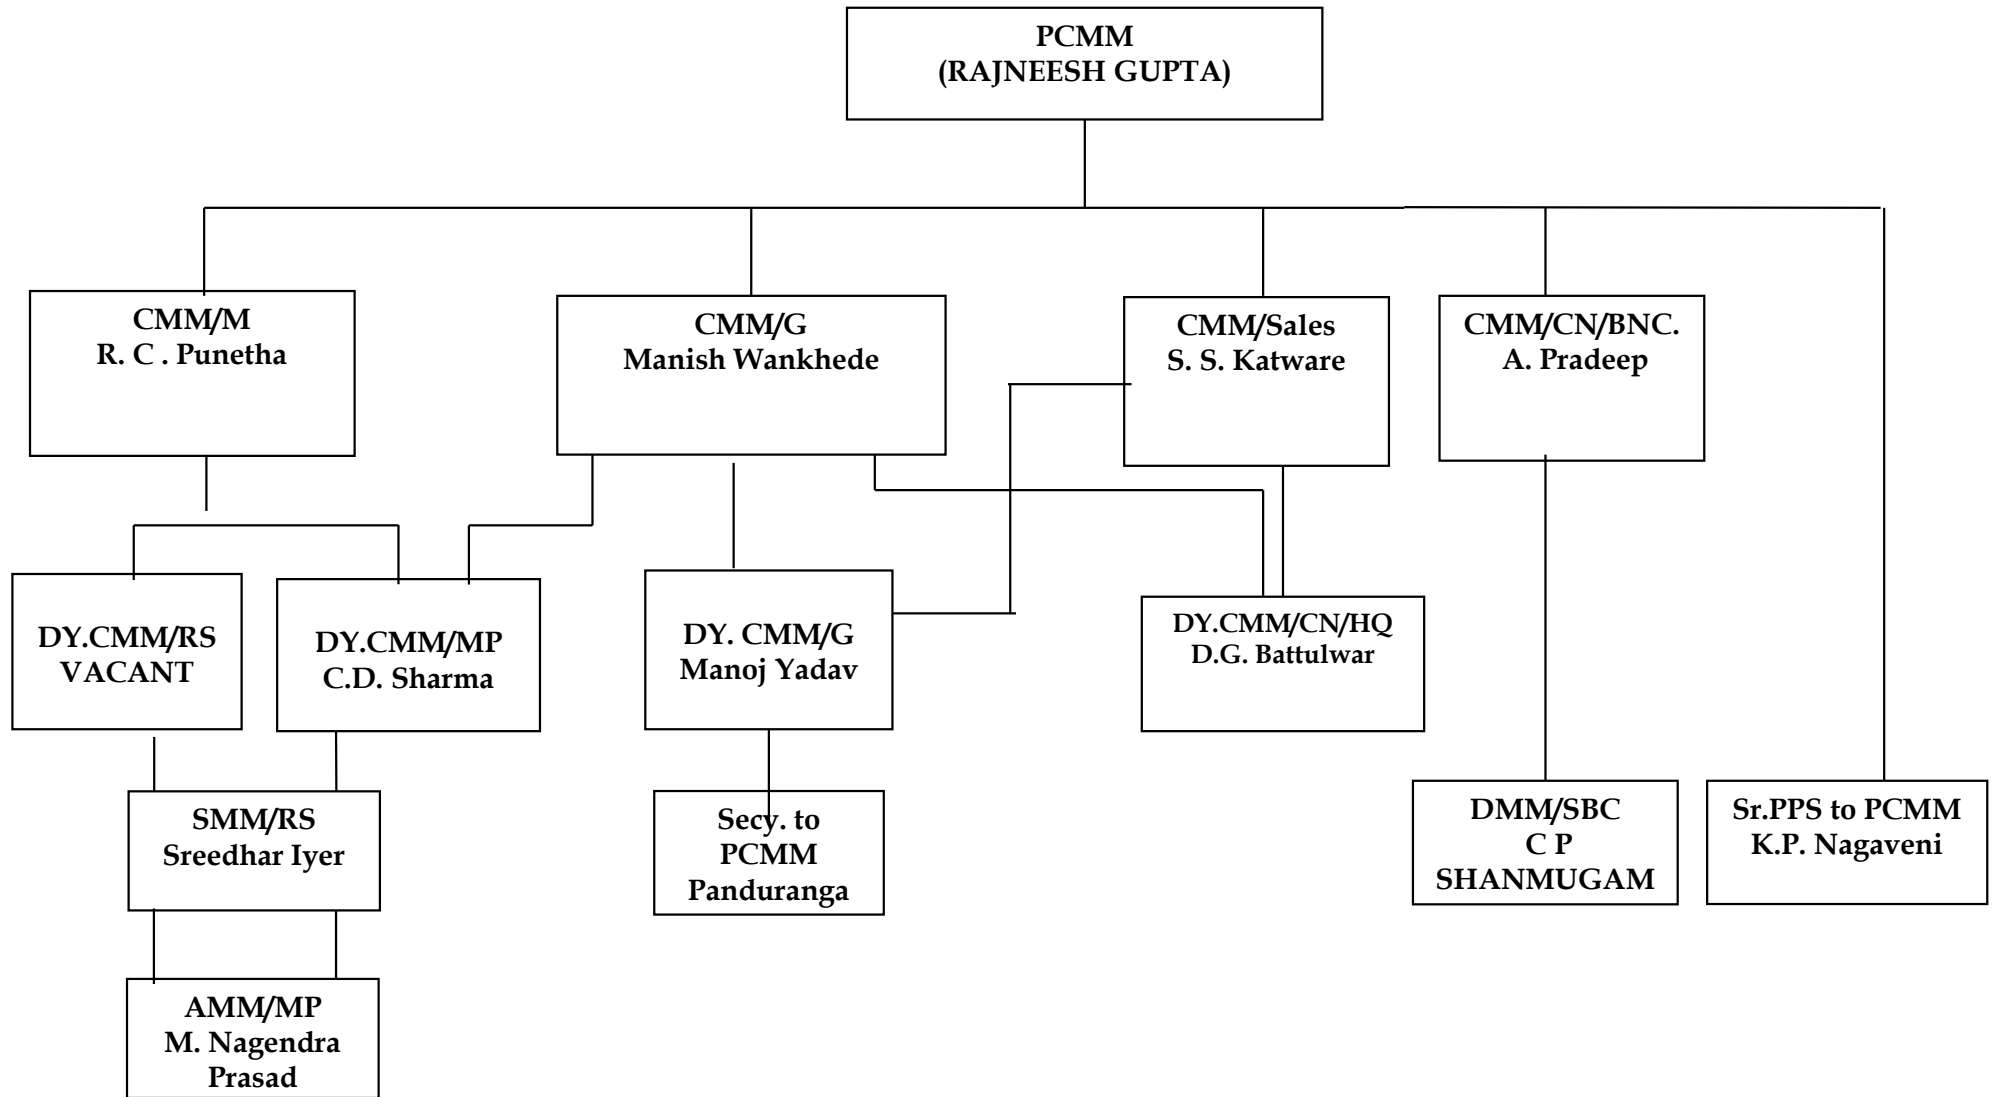 PCMM
(RAJNEESH GUPTA)
CMM/M
R. C . Punetha
CMM/G
Manish Wankhede
CMM/Sales
S. S. Katware
CMM/CN/BNC.
A. Pradeep
DY.CMM/RS
VACANT
DY.CMM/MP
C.D. Sharma
DY. CMM/G
Manoj Yadav
DY.CMM/CN/HQ
D.G. Battulwar
SMM/RS
Sreedhar Iyer
Secy. to
PCMM
Panduranga
DMM/SBC
C P
SHANMUGAM
Sr.PPS to PCMM
K.P. Nagaveni
AMM/MP
M. Nagendra
Prasad